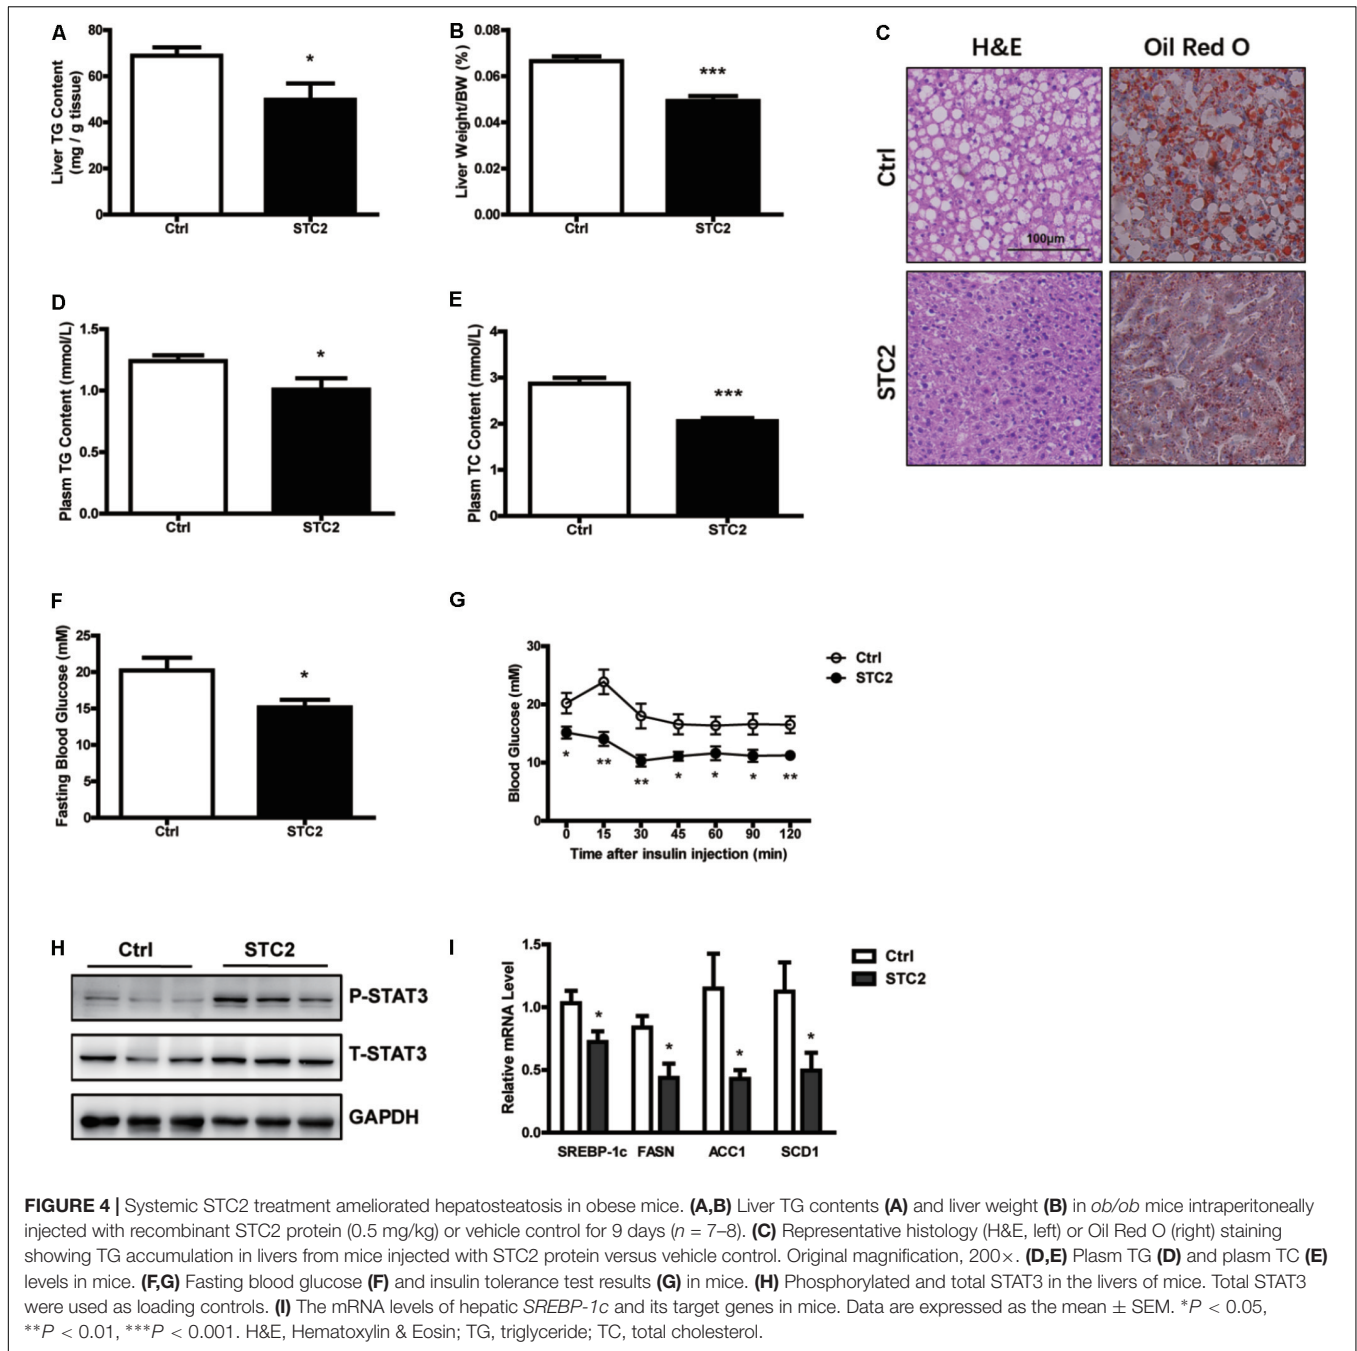 A
80
60
40
20
0
Liver TG Content
(mg / g tissue)
*
Ctrl
STC2
B
0.08
0.06
0.04
0.02
0.00
Liver Weight/BW (%)
***
Ctrl
STC2
C
H&E
Oil Red O
Ctrl
100μm
STC2
D
1.5
1.0
0.5
0.0
Plasm TG Content (mmol/L)
*
Ctrl
STC2
E
4
3
2
1
0
Plasm TC Content (mmol/L)
***
Ctrl
STC2
F
25
20
15
10
5
0
Fasting Blood Glucose (mM)
*
Ctrl
STC2
G
30
20
10
0
Blood Glucose (mM)
Ctrl
STC2
* ** ** * * * **
0 15 30 45 60 90 120
Time after insulin injection (min)
H
Ctrl STC2
P-STAT3
T-STAT3
GAPDH
I
1.5
1.0
0.5
0.0
Relative mRNA Level
Ctrl
STC2
* * * *
SREBP-1c FASN ACC1 SCD1
FIGURE 4 | Systemic STC2 treatment ameliorated hepatosteatosis in obese mice. (A,B) Liver TG contents (A) and liver weight (B) in ob/ob mice intraperitoneally
injected with recombinant STC2 protein (0.5 mg/kg) or vehicle control for 9 days (n = 7–8). (C) Representative histology (H&E, left) or Oil Red O (right) staining
showing TG accumulation in livers from mice injected with STC2 protein versus vehicle control. Original magnification, 200×. (D,E) Plasm TG (D) and plasm TC (E)
levels in mice. (F,G) Fasting blood glucose (F) and insulin tolerance test results (G) in mice. (H) Phosphorylated and total STAT3 in the livers of mice. Total STAT3
were used as loading controls. (I) The mRNA levels of hepatic SREBP-1c and its target genes in mice. Data are expressed as the mean ± SEM. *P < 0.05,
**P < 0.01, ***P < 0.001. H&E, Hematoxylin & Eosin; TG, triglyceride; TC, total cholesterol.